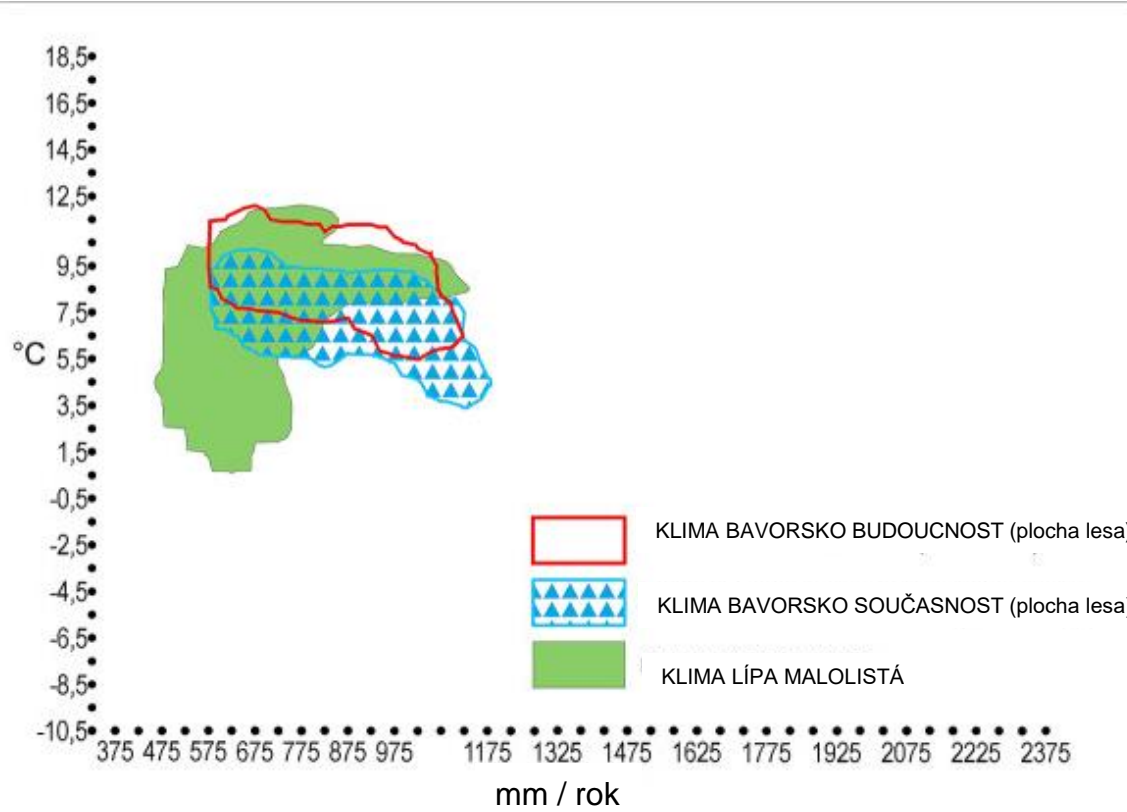 18,5
16,5
14,5
12,5
9,5
7,5
°C
5,5
3,5
1,5
-0,5
-2,5
-4,5
-6,5
-8,5
-10,5
KLIMA BAVORSKO BUDOUCNOST (plocha lesa)
KLIMA BAVORSKO SOUČASNOST (plocha lesa)
KLIMA LÍPA MALOLISTÁ
375 475 575 675 775 875 975 1175 1325 1475 1625 1775 1925 2075 2225 2375
mm / rok